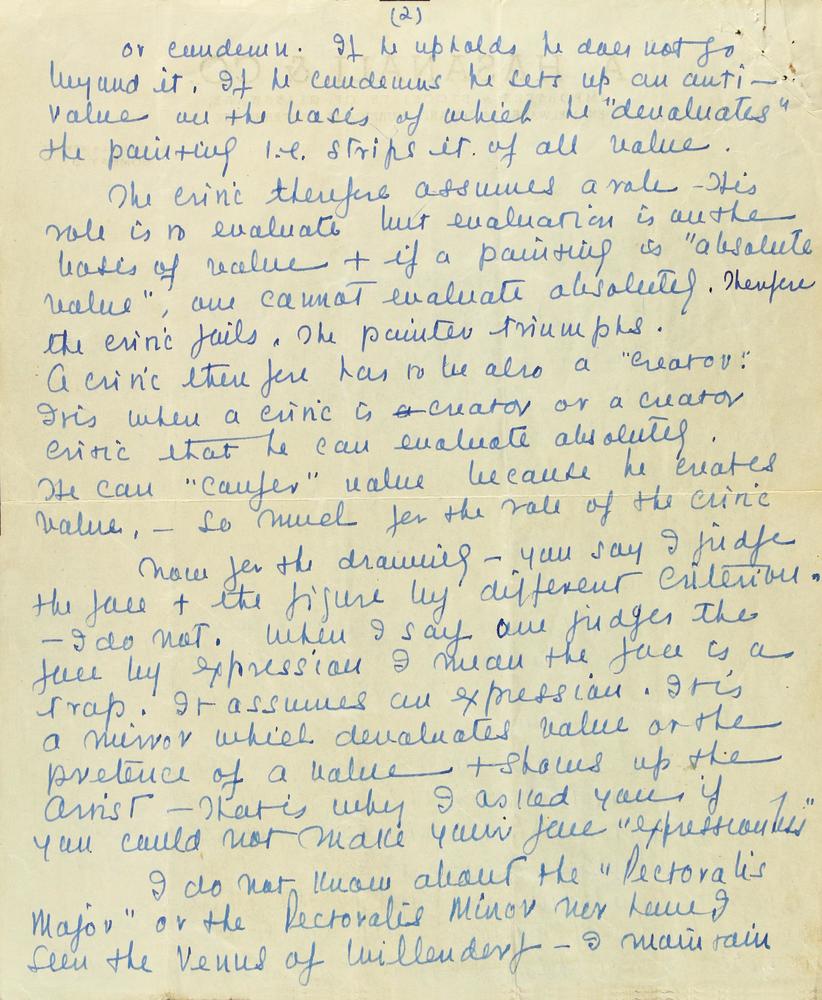 (2)
or condemn. If he upholds he does not go
beyond it. If he condemns he sets up an anti-
value on the basis of which he "devaluates"
the painting i.e. strips it of all value.
The critic therefore assumes a role - His
role is to evaluate but evaluation is on the
basis of value + if a painting is "absolute
value", one cannot evaluate absolutely. Therefore
the critic fails. The painter triumphs.
A critic therefore has to be also a "creator".
It is when a critic is a creator or a creator
critic that he can evaluate absolutely.
He can "confer" value because he creates
value. - So much for the role of the critic
Now for the drawing - you say I judge
the face + the figure by different criterion.
- I do not. When I say one judges the
face by expression I mean the face is a
trap. It assumes an expression. It is
a mirror which devaluates value or the
pretence of a value + shows up the
Artist - That is why I asked you if
you could not make your face "expressionless"
I do not know about the "Pectoralis
Major" or the Pectoralis Minor nor have I
seen the Venus of Willendorf - I maintain